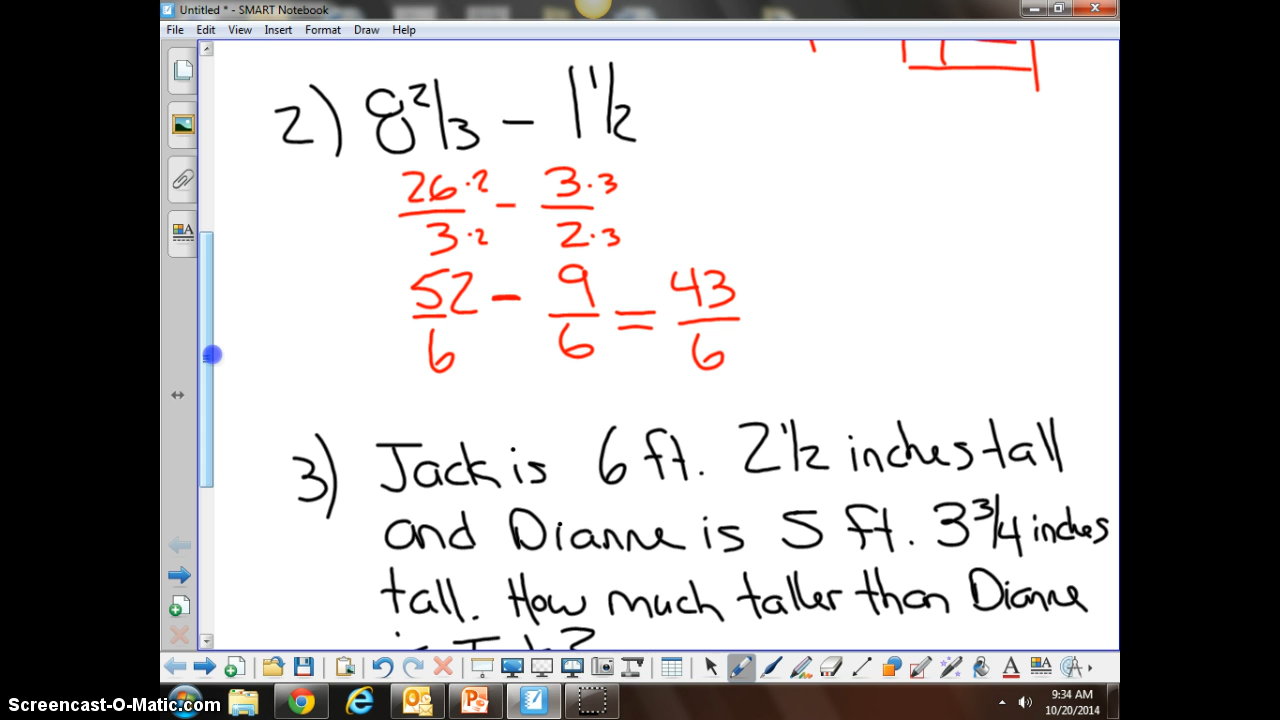 Untitled * - SMART Notebook
File Edit View Insert Format Draw Help
2) 8 2/3 - 1 1/2
26·2/3·2 - 3·3/2·3
52/6 - 9/6 = 43/6
3) Jack is 6 ft. 2 1/2 inches tall
and Dianne is 5 ft. 3 3/4 inches
tall. How much taller than Dianne
9:34 AM
10/20/2014
Screencast-O-Matic.com